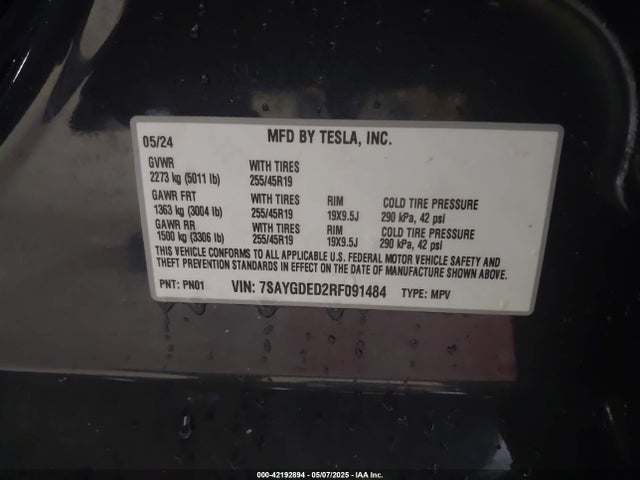 05/24 MFD BY TESLA, INC.
GVWR WITH TIRES
2273 kg (5011 lb) 255/45R19
GAWR FRT WITH TIRES RIM COLD TIRE PRESSURE
1363 kg (3004 lb) 255/45R19 19X9.5J 290 kPa, 42 psi
GAWR RR WITH TIRES RIM COLD TIRE PRESSURE
1500 kg (3306 lb) 255/45R19 19X9.5J 290 kPa, 42 psi
THIS VEHICLE CONFORMS TO ALL APPLICABLE U.S. FEDERAL MOTOR VEHICLE SAFETY AND
THEFT PREVENTION STANDARDS IN EFFECT ON THE DATE OF MANUFACTURE SHOWN ABOVE.
PNT: PN01 VIN: 7SAYGDED2RF091484 TYPE: MPV
000-42192894 - 05/07/2025 - IAA Inc.